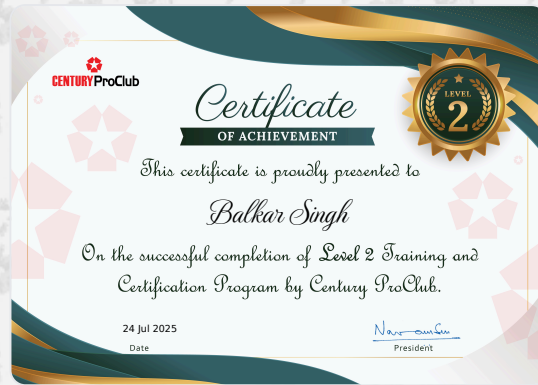 CENTURY ProClub
Certificate
OF ACHIEVEMENT
LEVEL
2
This certificate is proudly presented to
Balkar Singh
On the successful completion of Level 2 Training and
Certification Program by Century ProClub.
24 Jul 2025
Date
President